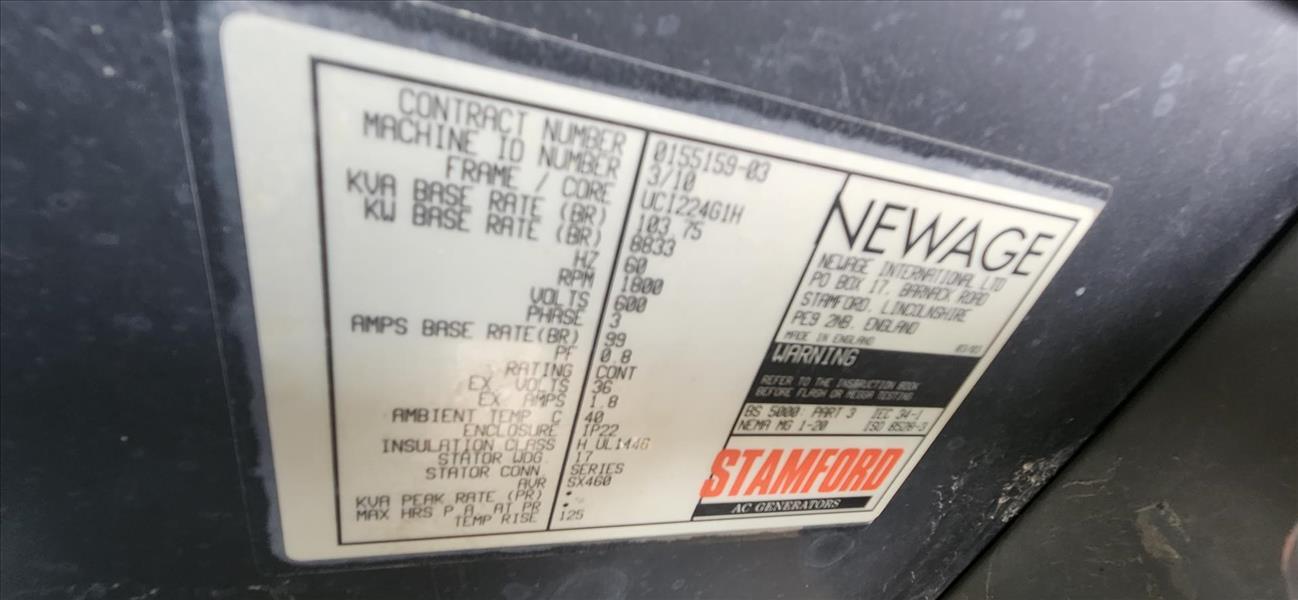 CONTRACT NUMBER 0155159-03
MACHINE ID NUMBER 3/10
FRAME / CORE UCI224G1H
KVA BASE RATE (BR) 103.75
KW BASE RATE (BR) 8833
HZ 60
RPM 1800
VOLTS 600
PHASE 3
AMPS BASE RATE(BR) 99
PF 0.8
RATING CONT
EX. VOLTS 36
EX. AMPS 1.8
AMBIENT TEMP C 40
ENCLOSURE IP22
INSULATION CLASS H UL1446
STATOR WDG. 17
STATOR CONN. SERIES
AVR SX460
KVA PEAK RATE (PR) *
MAX HRS P.A. AT PR *
TEMP RISE 125
NEWAGE
NEWAGE INTERNATIONAL LTD
PO BOX 17, BARNACK ROAD
STAMFORD, LINCOLNSHIRE
PE9 2NB, ENGLAND
MADE IN ENGLAND
WARNING
REFER TO THE INSTRUCTION BOOK
BEFORE FLASH OR MEGGA TESTING
BS 5000: PART 3 IEC 34-1
NEMA MG 1-20 ISO 8528-3
STAMFORD
AC GENERATORS